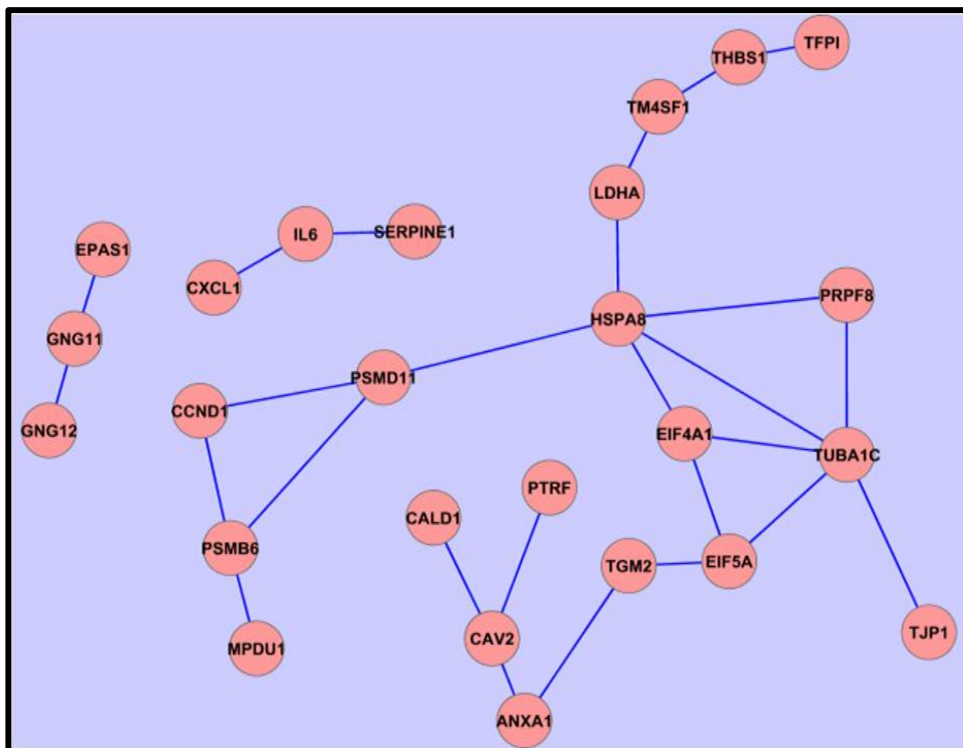 TFPI
THBS1
TM4SF1
LDHA
IL6
SERPINE1
EPAS1
CXCL1
PRPF8
HSPA8
GNG11
PSMD11
CCND1
GNG12
EIF4A1
TUBA1C
PTRF
CALD1
PSMB6
TGM2
EIF5A
CAV2
MPDU1
TJP1
ANXA1